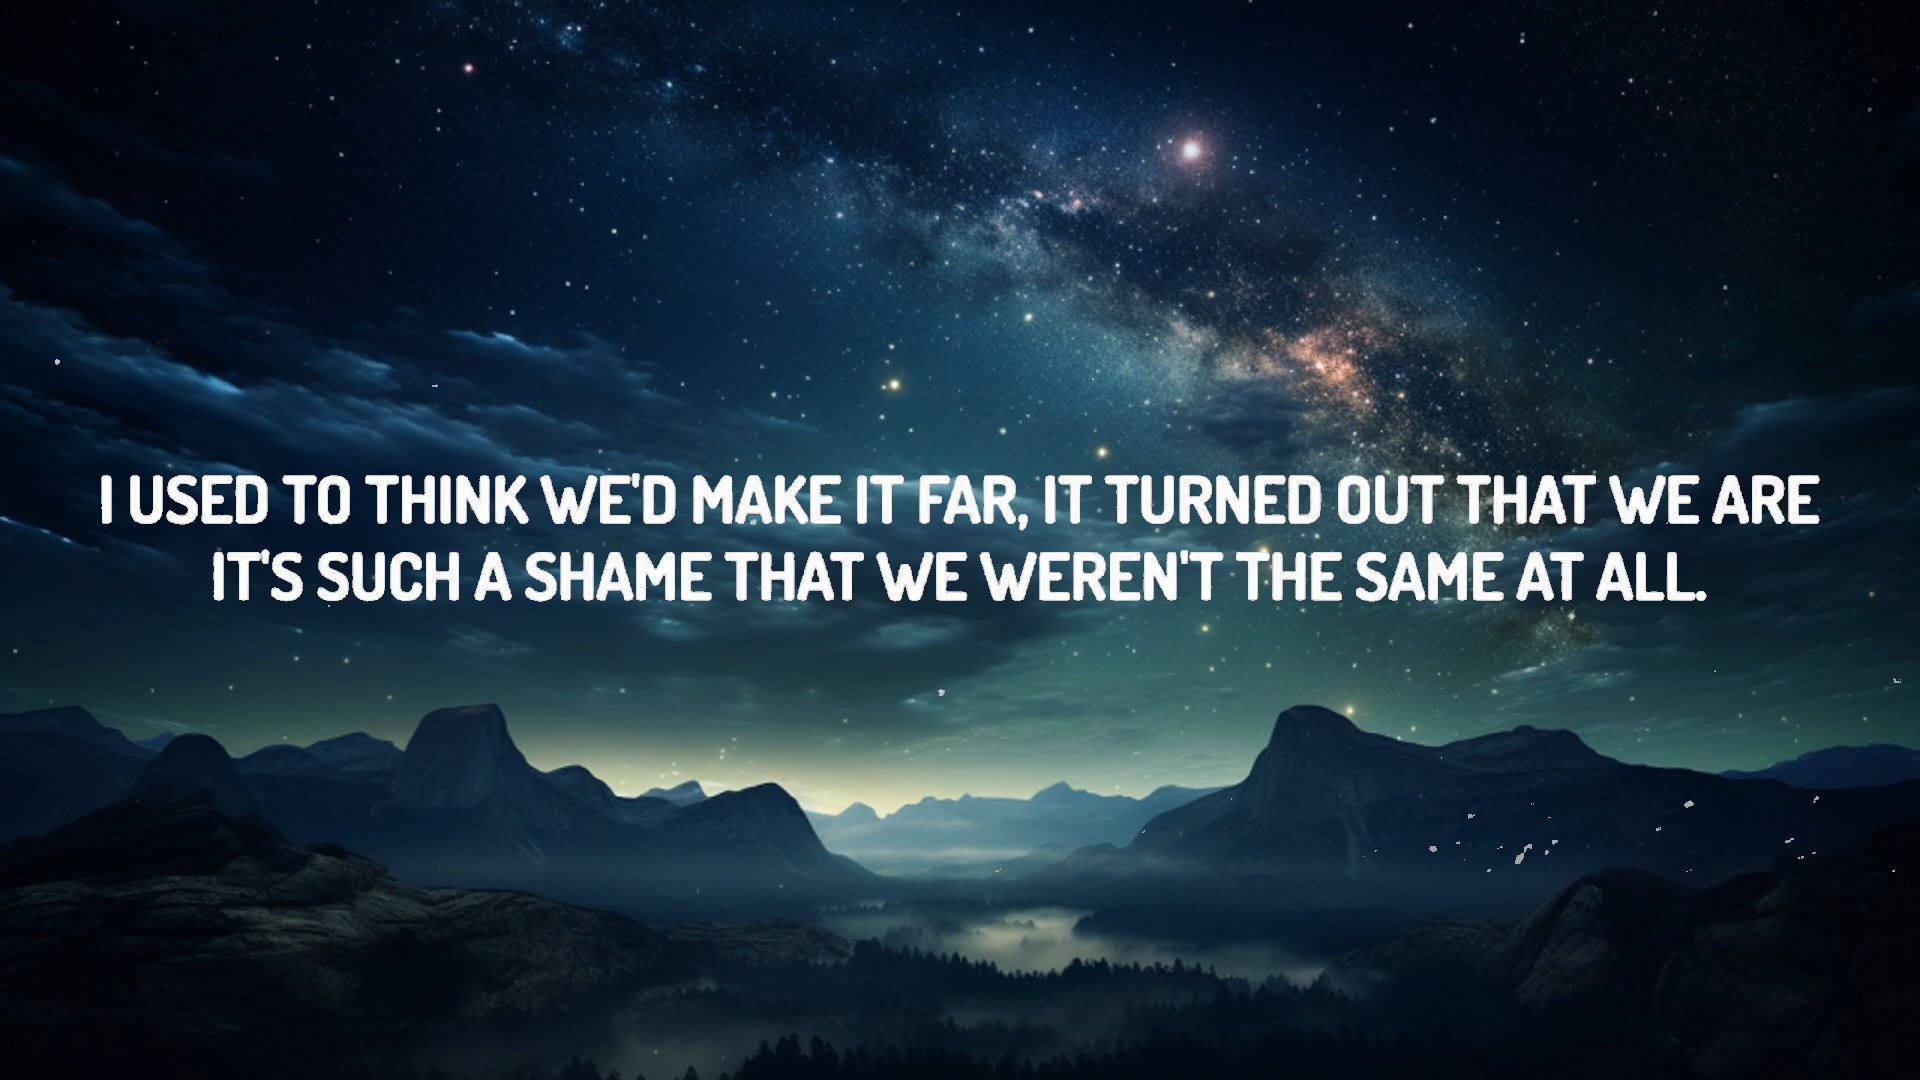 I USED TO THINK WE'D MAKE IT FAR, IT TURNED OUT THAT WE ARE
IT'S SUCH A SHAME THAT WE WEREN'T THE SAME AT ALL.